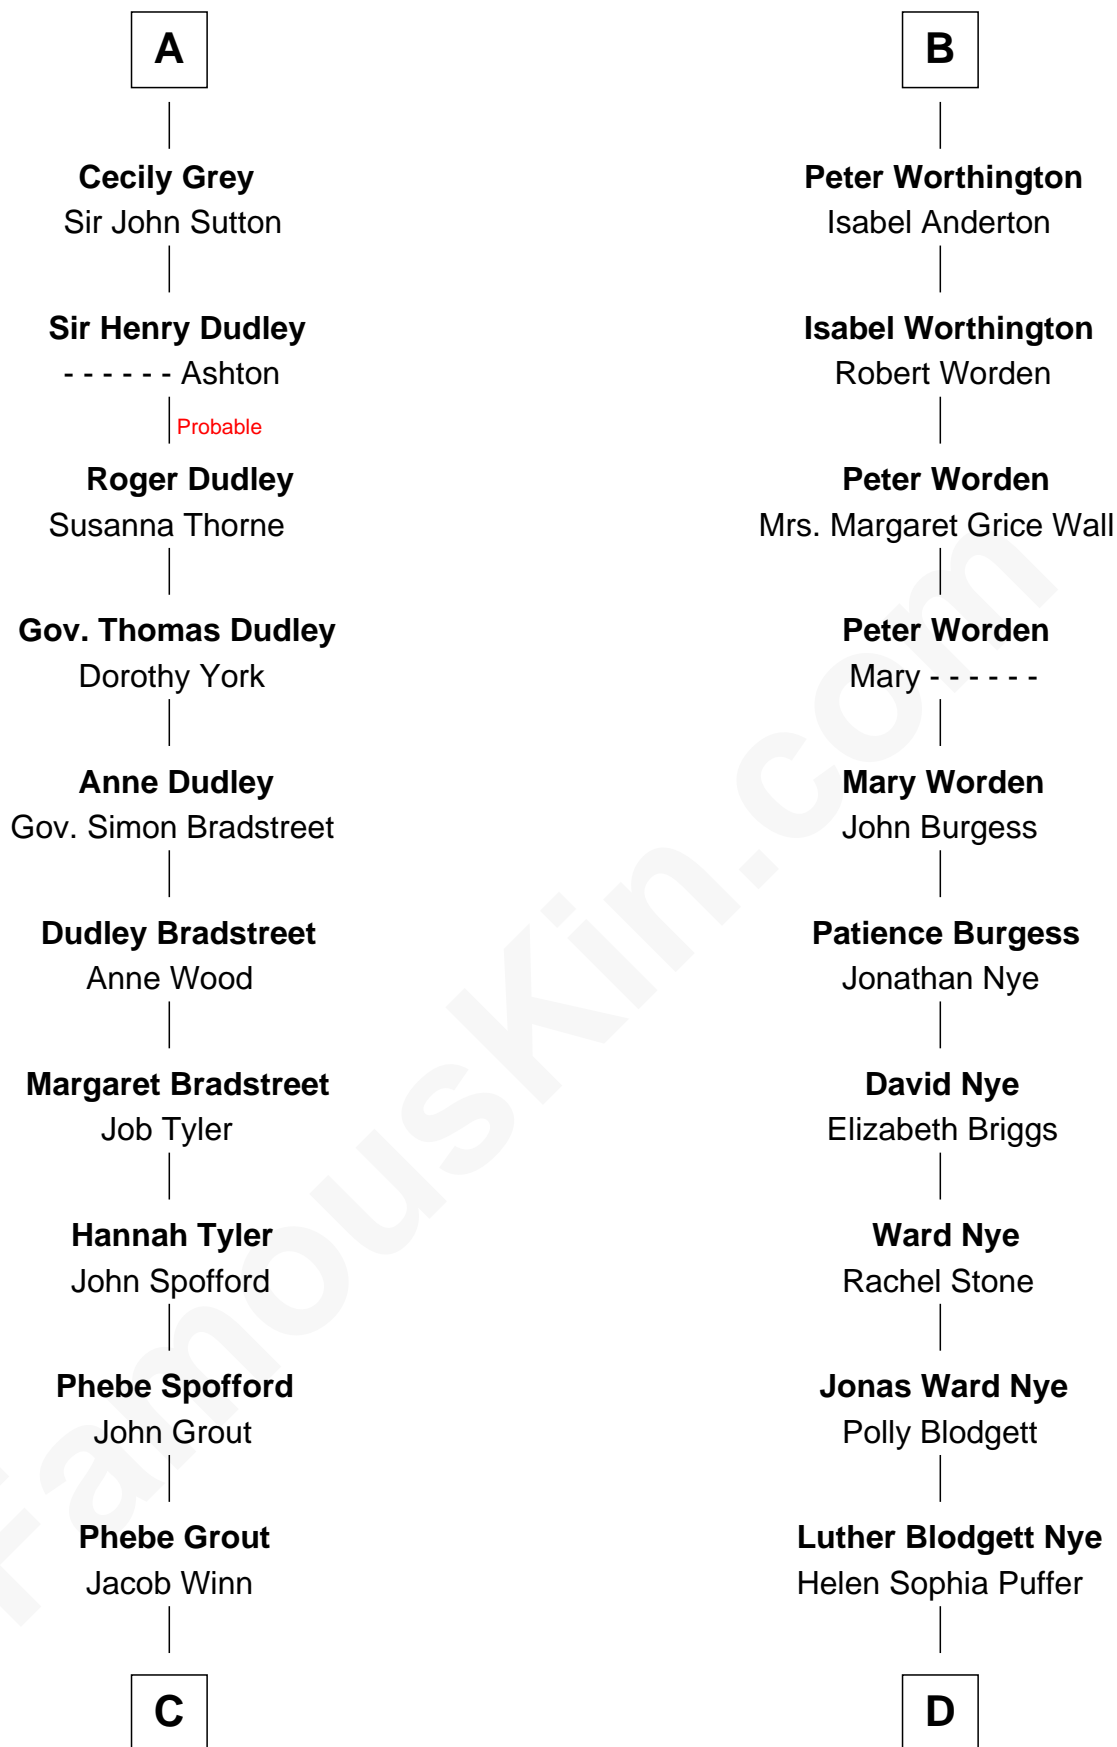 A
Cecily Grey
Sir John Sutton
Sir Henry Dudley
- - - - - - Ashton
Probable
Roger Dudley
Susanna Thorne
Gov. Thomas Dudley
Dorothy York
Anne Dudley
Gov. Simon Bradstreet
Dudley Bradstreet
Anne Wood
Margaret Bradstreet
Job Tyler
Hannah Tyler
John Spofford
Phebe Spofford
John Grout
Phebe Grout
Jacob Winn
C
B
Peter Worthington
Isabel Anderton
Isabel Worthington
Robert Worden
Peter Worden
Mrs. Margaret Grice Wall
Peter Worden
Mary - - - - - -
Mary Worden
John Burgess
Patience Burgess
Jonathan Nye
David Nye
Elizabeth Briggs
Ward Nye
Rachel Stone
Jonas Ward Nye
Polly Blodgett
Luther Blodgett Nye
Helen Sophia Puffer
D
FamousKin.com